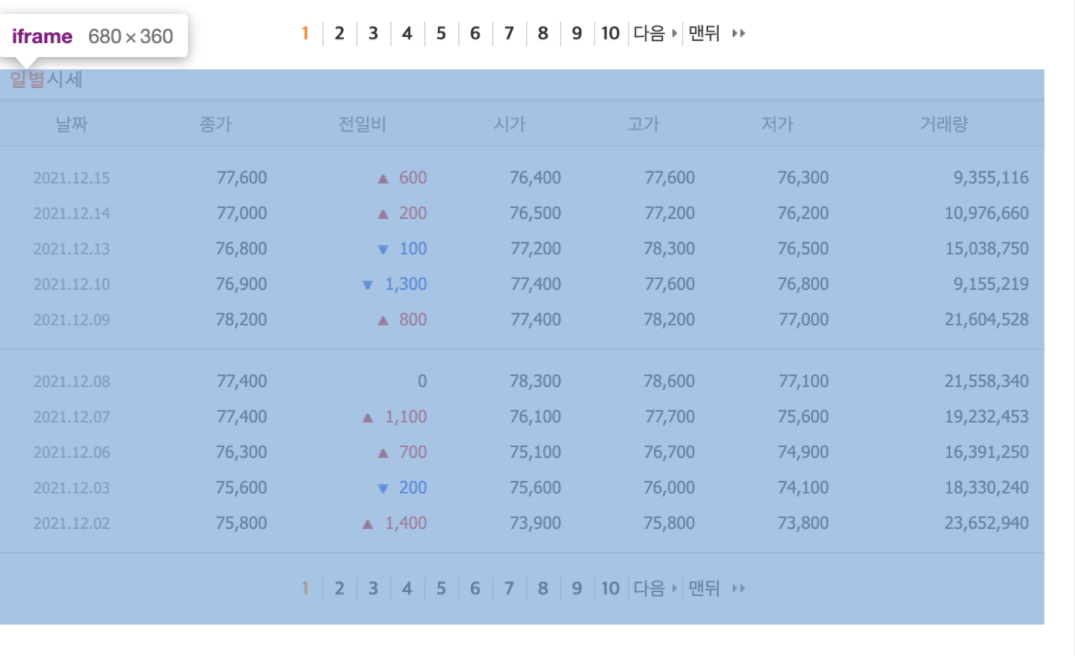 1 2 3 4 5 6 7 8 9 10 다음 맨뒤
iframe 680 × 360
일별시세
날짜 종가 전일비 시가 고가 저가 거래량
2021.12.15 77,600 ▲ 600 76,400 77,600 76,300 9,355,116
2021.12.14 77,000 ▲ 200 76,500 77,200 76,200 10,976,660
2021.12.13 76,800 ▼ 100 77,200 78,300 76,500 15,038,750
2021.12.10 76,900 ▼ 1,300 77,400 77,600 76,800 9,155,219
2021.12.09 78,200 ▲ 800 77,400 78,200 77,000 21,604,528
2021.12.08 77,400 0 78,300 78,600 77,100 21,558,340
2021.12.07 77,400 ▲ 1,100 76,100 77,700 75,600 19,232,453
2021.12.06 76,300 ▲ 700 75,100 76,700 74,900 16,391,250
2021.12.03 75,600 ▼ 200 75,600 76,000 74,100 18,330,240
2021.12.02 75,800 ▲ 1,400 73,900 75,800 73,800 23,652,940
1 2 3 4 5 6 7 8 9 10 다음 맨뒤